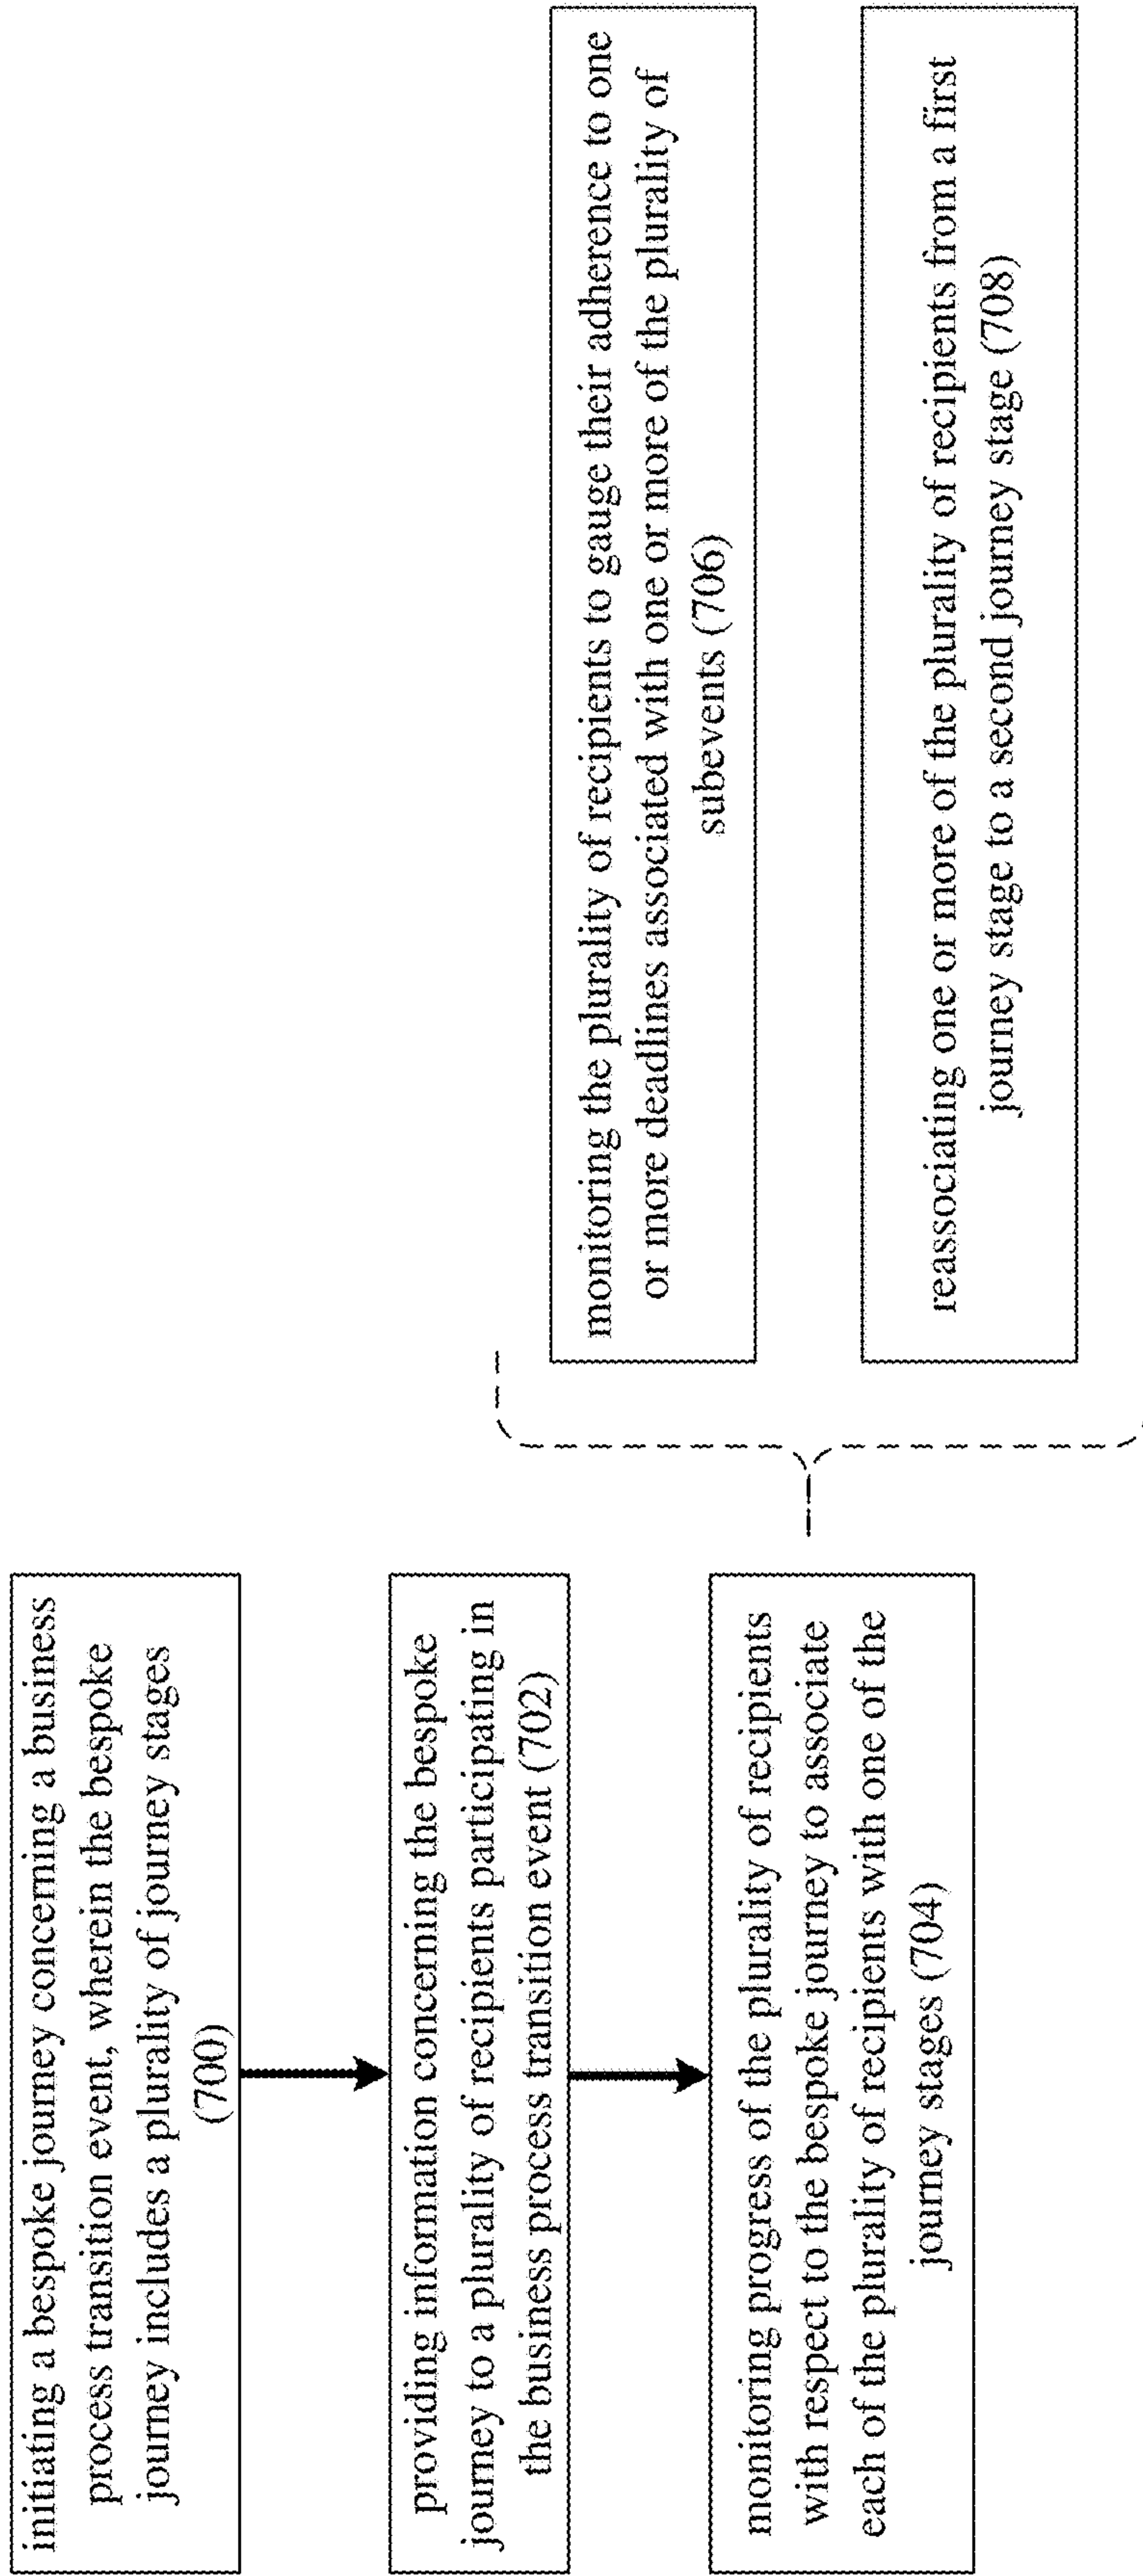 initiating a bespoke journey concerning a business
process transition event, wherein the bespoke
journey includes a plurality of journey stages
(700)
providing information concerning the bespoke
journey to a plurality of recipients participating in
the business process transition event (702)
monitoring progress of the plurality of recipients
with respect to the bespoke journey to associate
each of the plurality of recipients with one of the
journey stages (704)
monitoring the plurality of recipients to gauge their adherence to one
or more deadlines associated with one or more of the plurality of
subevents (706)
reassociating one or more of the plurality of recipients from a first
journey stage to a second journey stage (708)